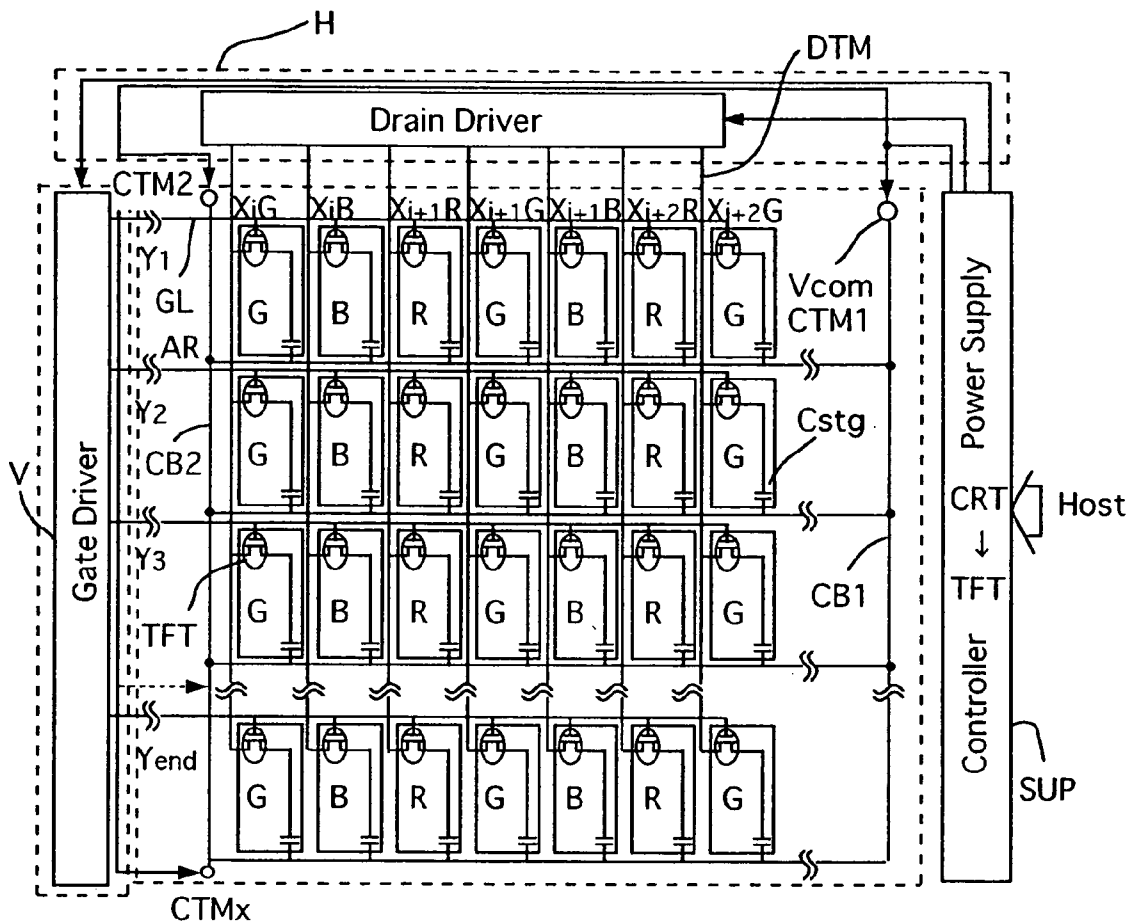 H
DTM
Drain Driver
CTM2
XiG XiB Xi+1R Xi+1G Xi+1B Xi+2R Xi+2G
Y1
GL
G B R G B R G
Vcom
CTM1
AR
Y2
CB2
G B R G B R G
Cstg
V
Gate Driver
Power Supply
CRT
↓
TFT
Controller
Host
Y3
TFT
G B R G B R G
CB1
Yend
G B R G B R G
SUP
CTMx